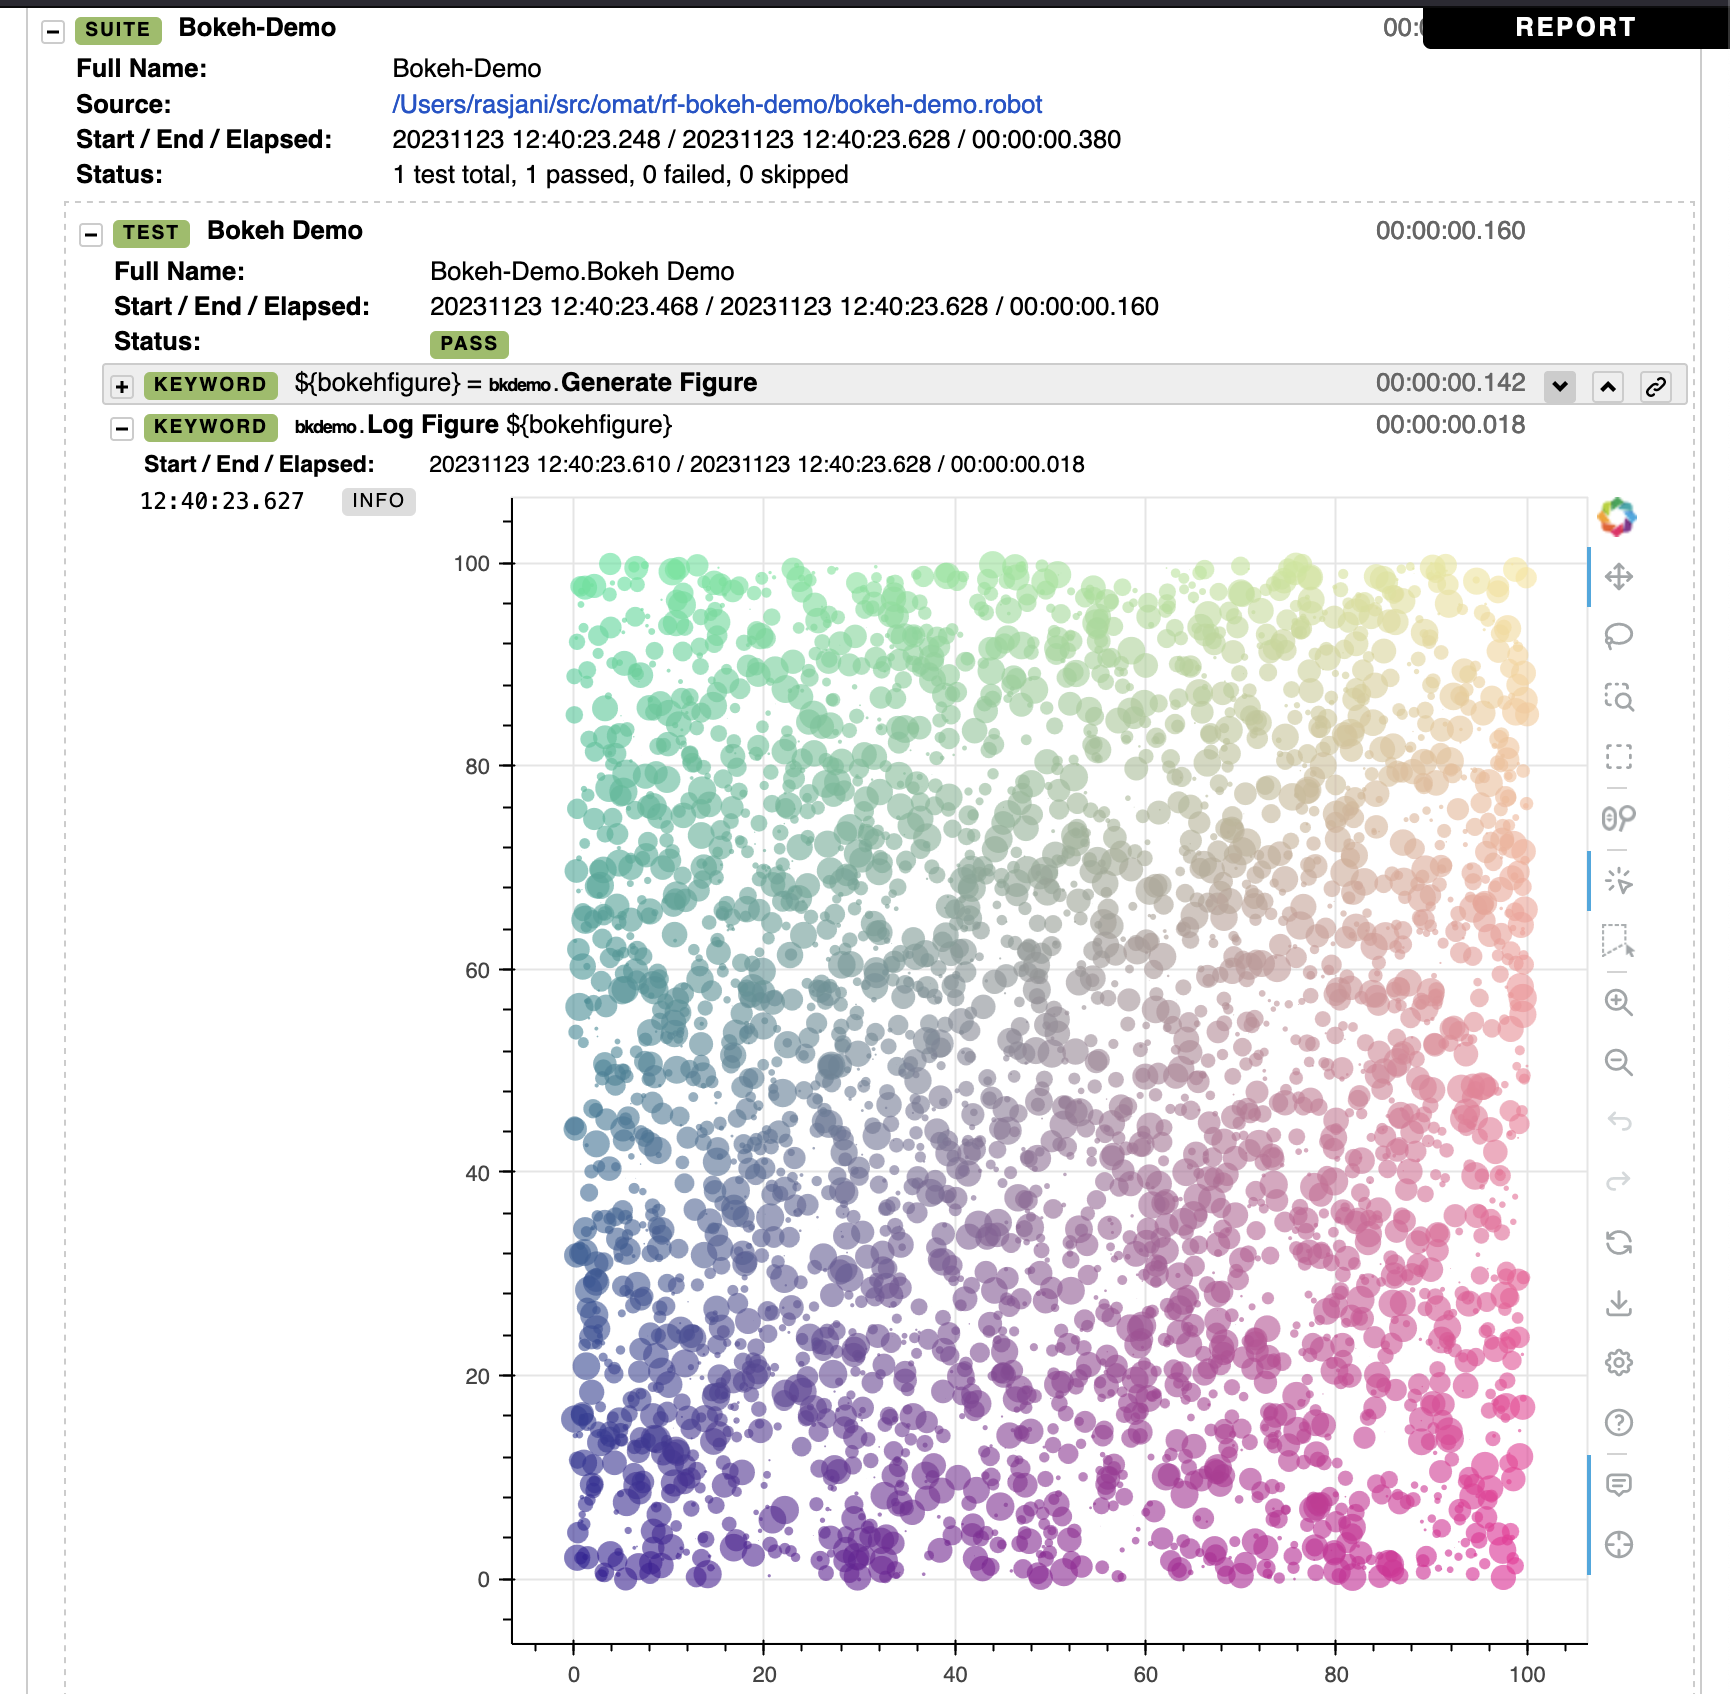 SUITE Bokeh-Demo 00:0
REPORT
Full Name: Bokeh-Demo
Source: /Users/rasjani/src/omat/rf-bokeh-demo/bokeh-demo.robot
Start / End / Elapsed: 20231123 12:40:23.248 / 20231123 12:40:23.628 / 00:00:00.380
Status: 1 test total, 1 passed, 0 failed, 0 skipped
TEST Bokeh Demo 00:00:00.160
Full Name: Bokeh-Demo.Bokeh Demo
Start / End / Elapsed: 20231123 12:40:23.468 / 20231123 12:40:23.628 / 00:00:00.160
Status: PASS
KEYWORD ${bokehfigure} = bkdemo.Generate Figure 00:00:00.142
KEYWORD bkdemo.Log Figure ${bokehfigure} 00:00:00.018
Start / End / Elapsed: 20231123 12:40:23.610 / 20231123 12:40:23.628 / 00:00:00.018
12:40:23.627 INFO
100
80
60
40
20
0
0 20 40 60 80 100